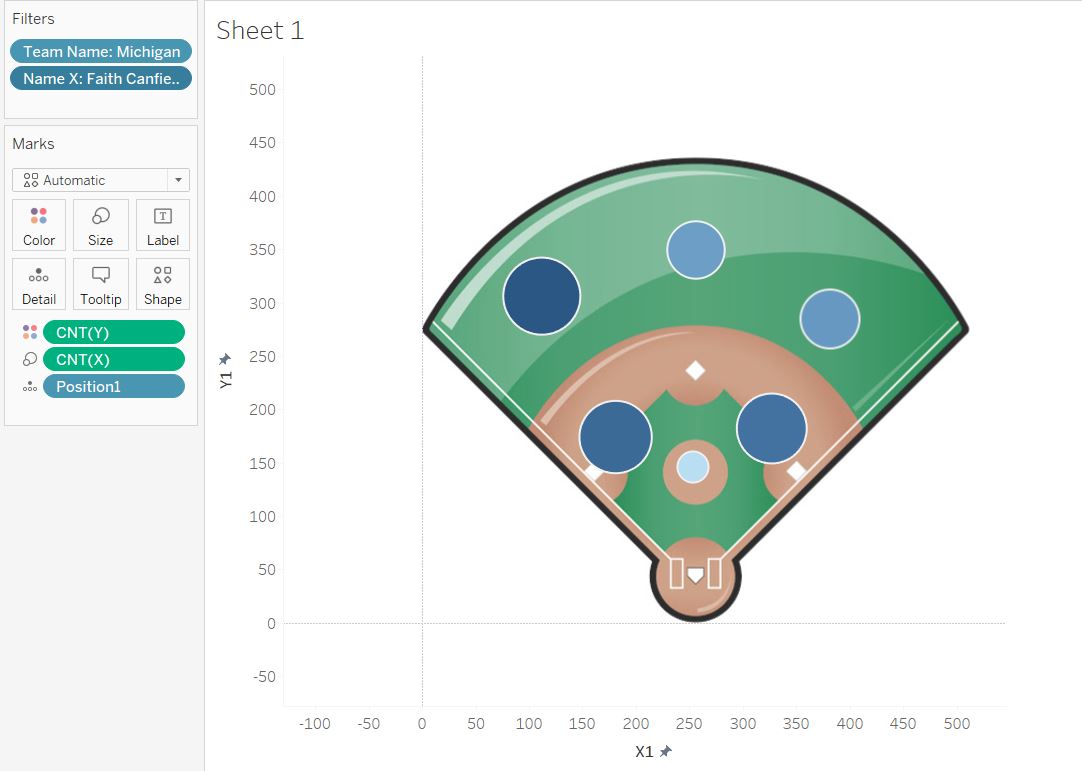 Filters
Team Name: Michigan
Name X: Faith Canfie..
Marks
Automatic
Color
Size
T
Label
Detail
Tooltip
Shape
CNT(Y)
CNT(X)
Position1
Sheet 1
500
450
400
350
300
250
200
150
100
50
0
-50
Y1
-100 -50 0 50 100 150 200 250 300 350 400 450 500
X1